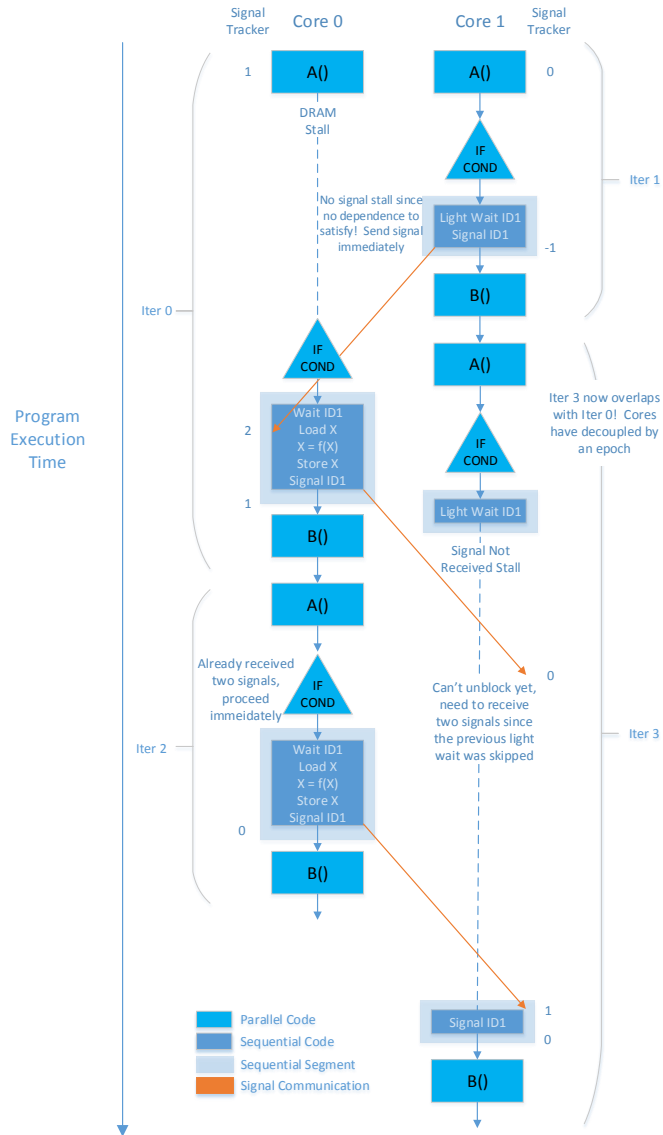 Signal
Tracker
Core 0
Core 1
Signal
Tracker
1
A()
A()
0
DRAM
Stall
IF
COND
Iter 1
No signal stall since
no dependence to
satisfy! Send signal
immediately
Light Wait ID1
Signal ID1
-1
B()
Iter 0
IF
COND
A()
Iter 3 now overlaps
with Iter 0! Cores
have decoupled by
an epoch
Program
Execution
Time
2
Wait ID1
Load X
X = f(X)
Store X
Signal ID1
1
IF
COND
Light Wait ID1
B()
Signal Not
Received Stall
A()
Already received
two signals,
proceed
immeidately
IF
COND
0
Can't unblock yet,
need to receive
two signals since
the previous light
wait was skipped
Iter 2
Iter 3
Wait ID1
Load X
X = f(X)
Store X
Signal ID1
0
B()
Signal ID1
1
0
B()
Parallel Code
Sequential Code
Sequential Segment
Signal Communication